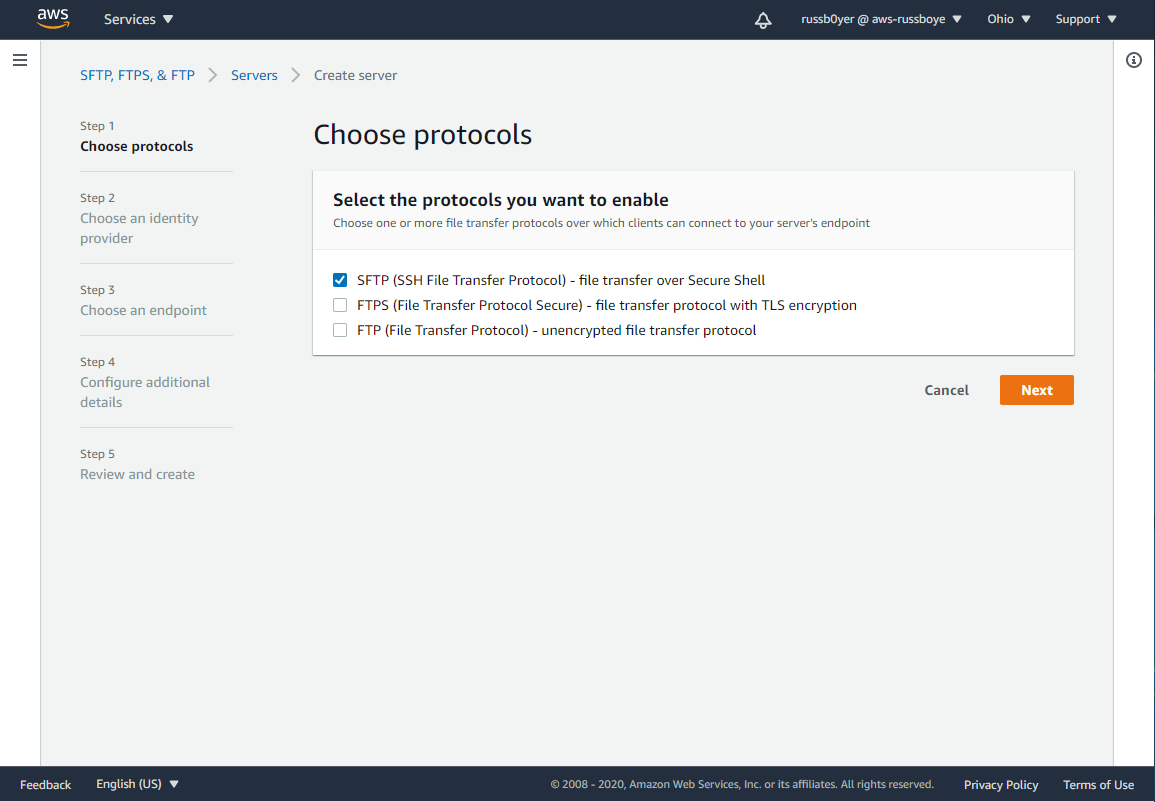 aws Services russb0yer @ aws-russboye Ohio Support
SFTP, FTPS, & FTP Servers Create server
Step 1
Choose protocols
Step 2
Choose an identity
provider
Step 3
Choose an endpoint
Step 4
Configure additional
details
Step 5
Review and create
Choose protocols
Select the protocols you want to enable
Choose one or more file transfer protocols over which clients can connect to your server's endpoint
SFTP (SSH File Transfer Protocol) - file transfer over Secure Shell
FTPS (File Transfer Protocol Secure) - file transfer protocol with TLS encryption
FTP (File Transfer Protocol) - unencrypted file transfer protocol
Cancel Next
Feedback English (US) © 2008 - 2020, Amazon Web Services, Inc. or its affiliates. All rights reserved. Privacy Policy Terms of Use